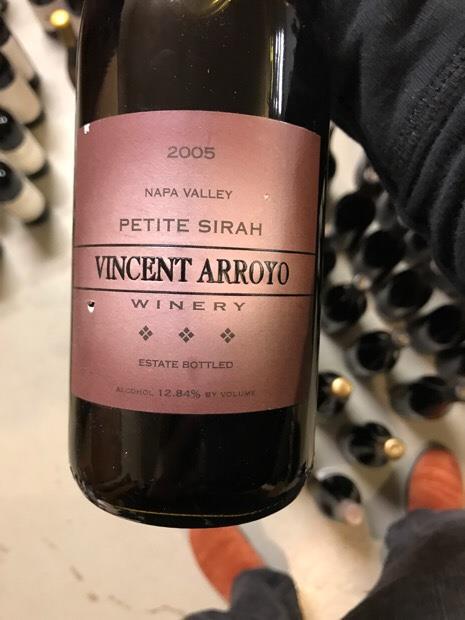 2005
NAPA VALLEY
PETITE SIRAH
VINCENT ARROYO
WINERY
ESTATE BOTTLED
ALCOHOL 12.84% BY VOLUME